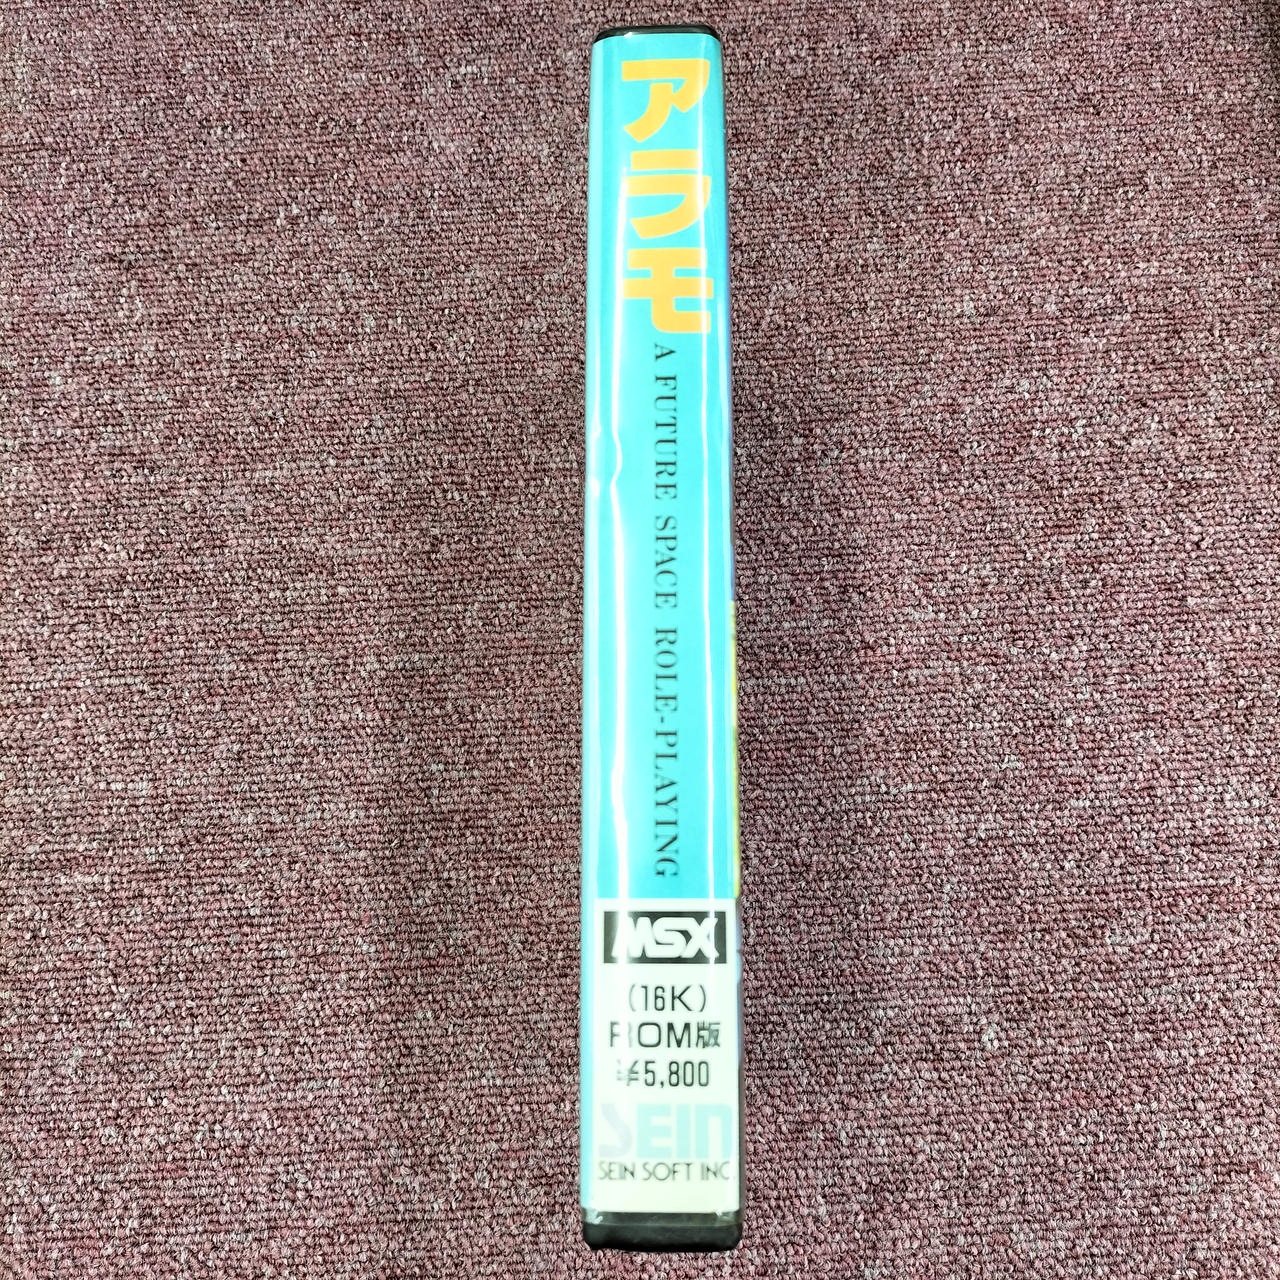 アラモ
A FUTURE SPACE ROLE-PLAYING
MSX
(16K)
ROM版
¥5,800
SEIN
SEIN SOFT INC